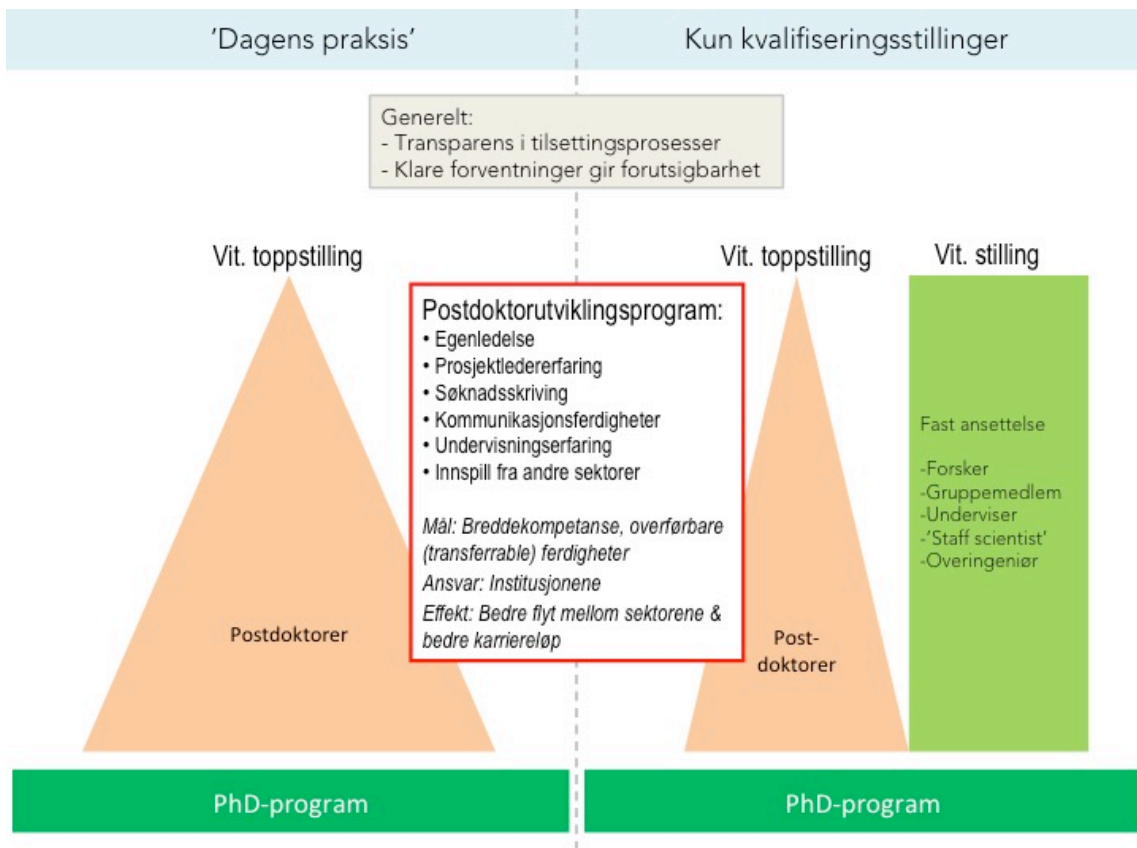 'Dagens praksis'
Kun kvalifiseringsstillinger
Generelt:
- Transparens i tilsettingsprosesser
- Klare forventninger gir forutsigbarhet
Vit. toppstilling
Postdoktorer
Postdoktorutviklingsprogram:
• Egenledelse
• Prosjektledererfaring
• Søknadsskriving
• Kommunikasjonsferdigheter
• Undervisningserfaring
• Innspill fra andre sektorer
Mål: Breddekompetanse, overførbare
(transferrable) ferdigheter
Ansvar: Institusjonene
Effekt: Bedre flyt mellom sektorene &
bedre karriereløp
Vit. toppstilling
Post-
doktorer
Vit. stilling
Fast ansettelse
-Forsker
-Gruppemedlem
-Underviser
-'Staff scientist'
-Overingeniør
PhD-program
PhD-program